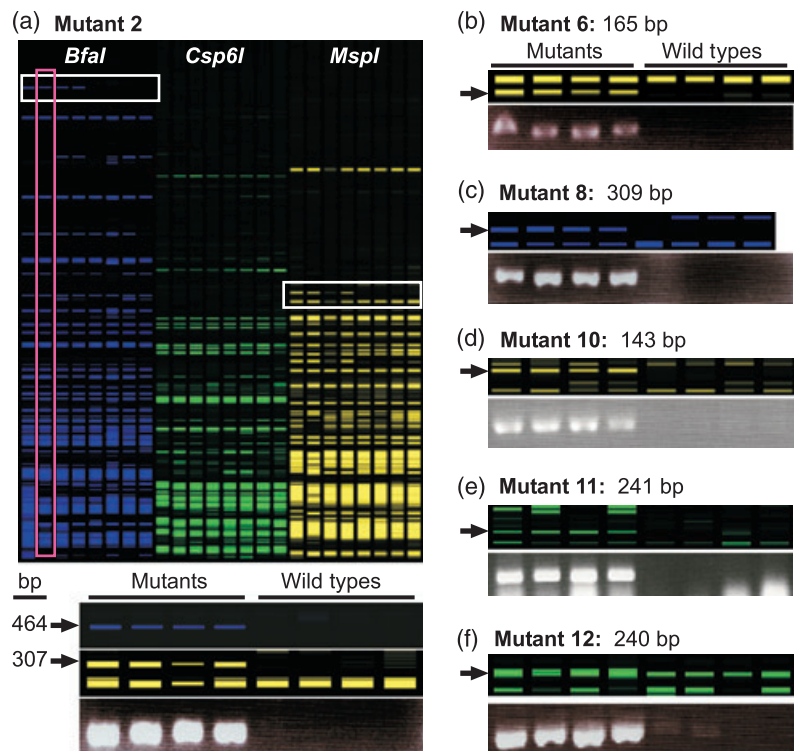 (a) Mutant 2
BfaI Csp6I MspI
bp Mutants Wild types
464
307
(b) Mutant 6: 165 bp
Mutants Wild types
(c) Mutant 8: 309 bp
(d) Mutant 10: 143 bp
(e) Mutant 11: 241 bp
(f) Mutant 12: 240 bp